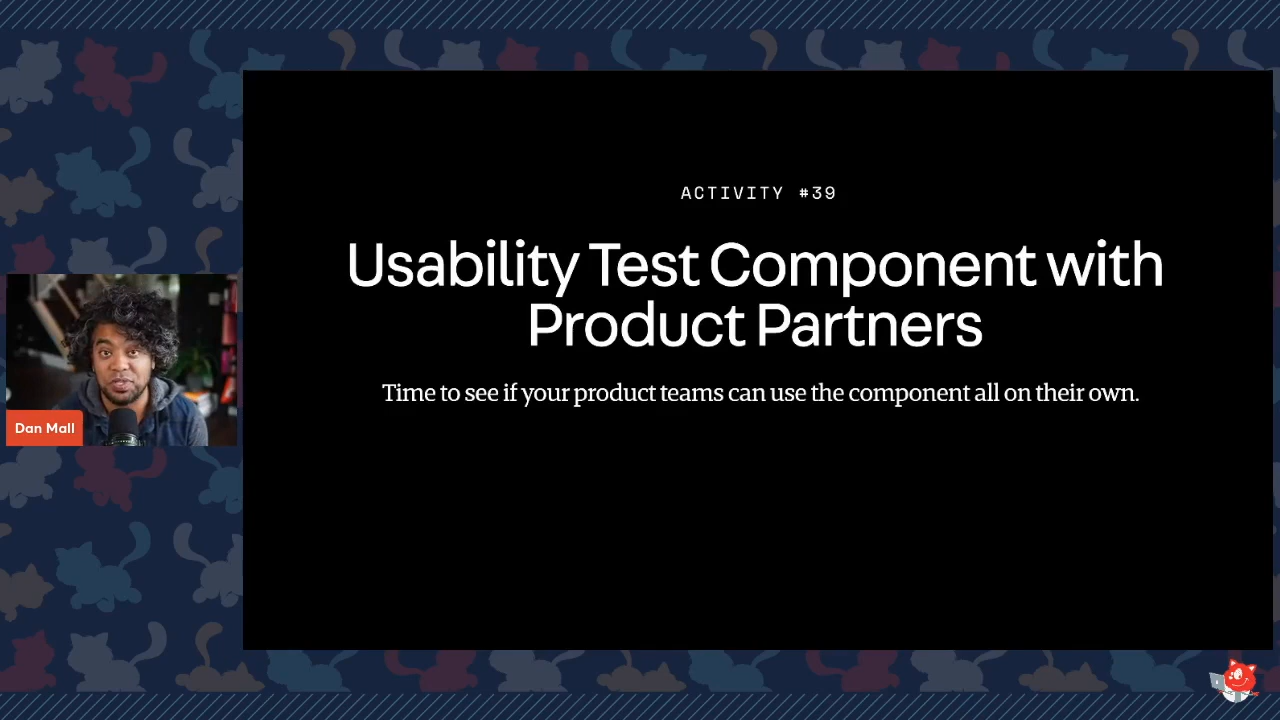 ACTIVITY #39
Usability Test Component with
Product Partners
Time to see if your product teams can use the component all on their own.
Dan Mall